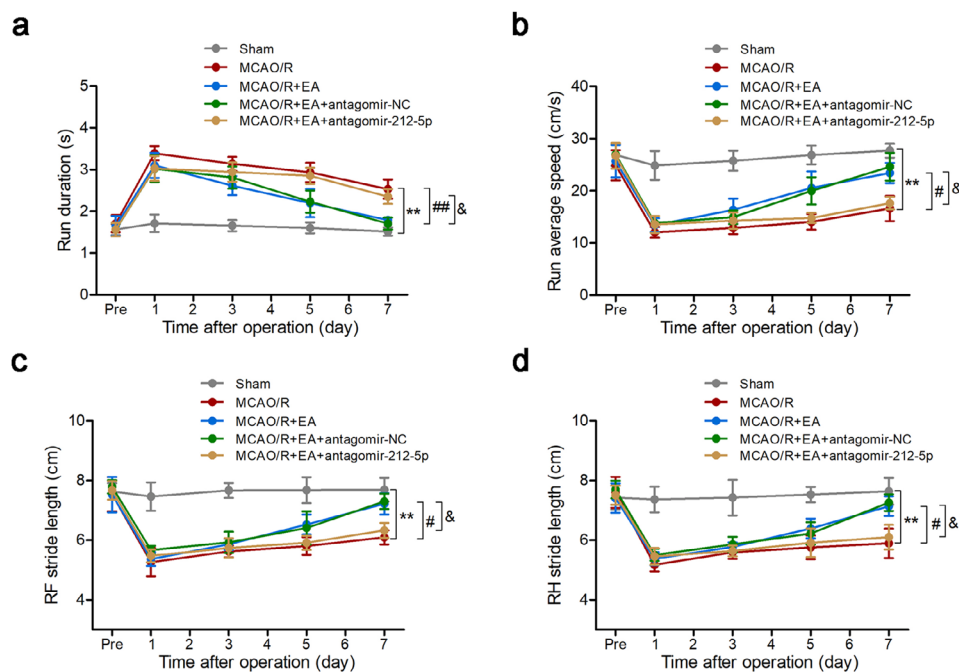 a
Sham
MCAO/R
MCAO/R+EA
MCAO/R+EA+antagomir-NC
MCAO/R+EA+antagomir-212-5p
Run duration (s)
5
4
3
2
1
0
** ## &
Pre 1 2 3 4 5 6 7
Time after operation (day)
b
Sham
MCAO/R
MCAO/R+EA
MCAO/R+EA+antagomir-NC
MCAO/R+EA+antagomir-212-5p
Run average speed (cm/s)
40
30
20
10
0
** # &
Pre 1 2 3 4 5 6 7
Time after operation (day)
c
Sham
MCAO/R
MCAO/R+EA
MCAO/R+EA+antagomir-NC
MCAO/R+EA+antagomir-212-5p
RF stride length (cm)
10
8
6
4
** # &
Pre 1 2 3 4 5 6 7
Time after operation (day)
d
Sham
MCAO/R
MCAO/R+EA
MCAO/R+EA+antagomir-NC
MCAO/R+EA+antagomir-212-5p
RH stride length (cm)
10
8
6
4
** # &
Pre 1 2 3 4 5 6 7
Time after operation (day)